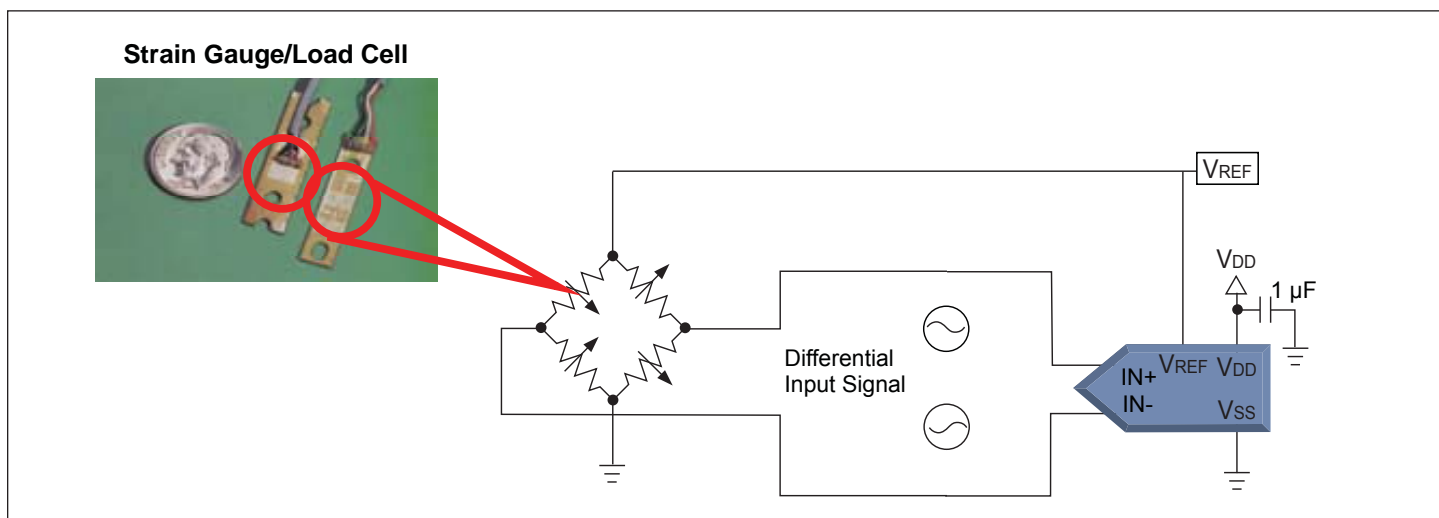 Strain Gauge/Load Cell
VREF
VDD
1 µF
Differential
Input Signal
IN+
IN-
VREF
VDD
VSS